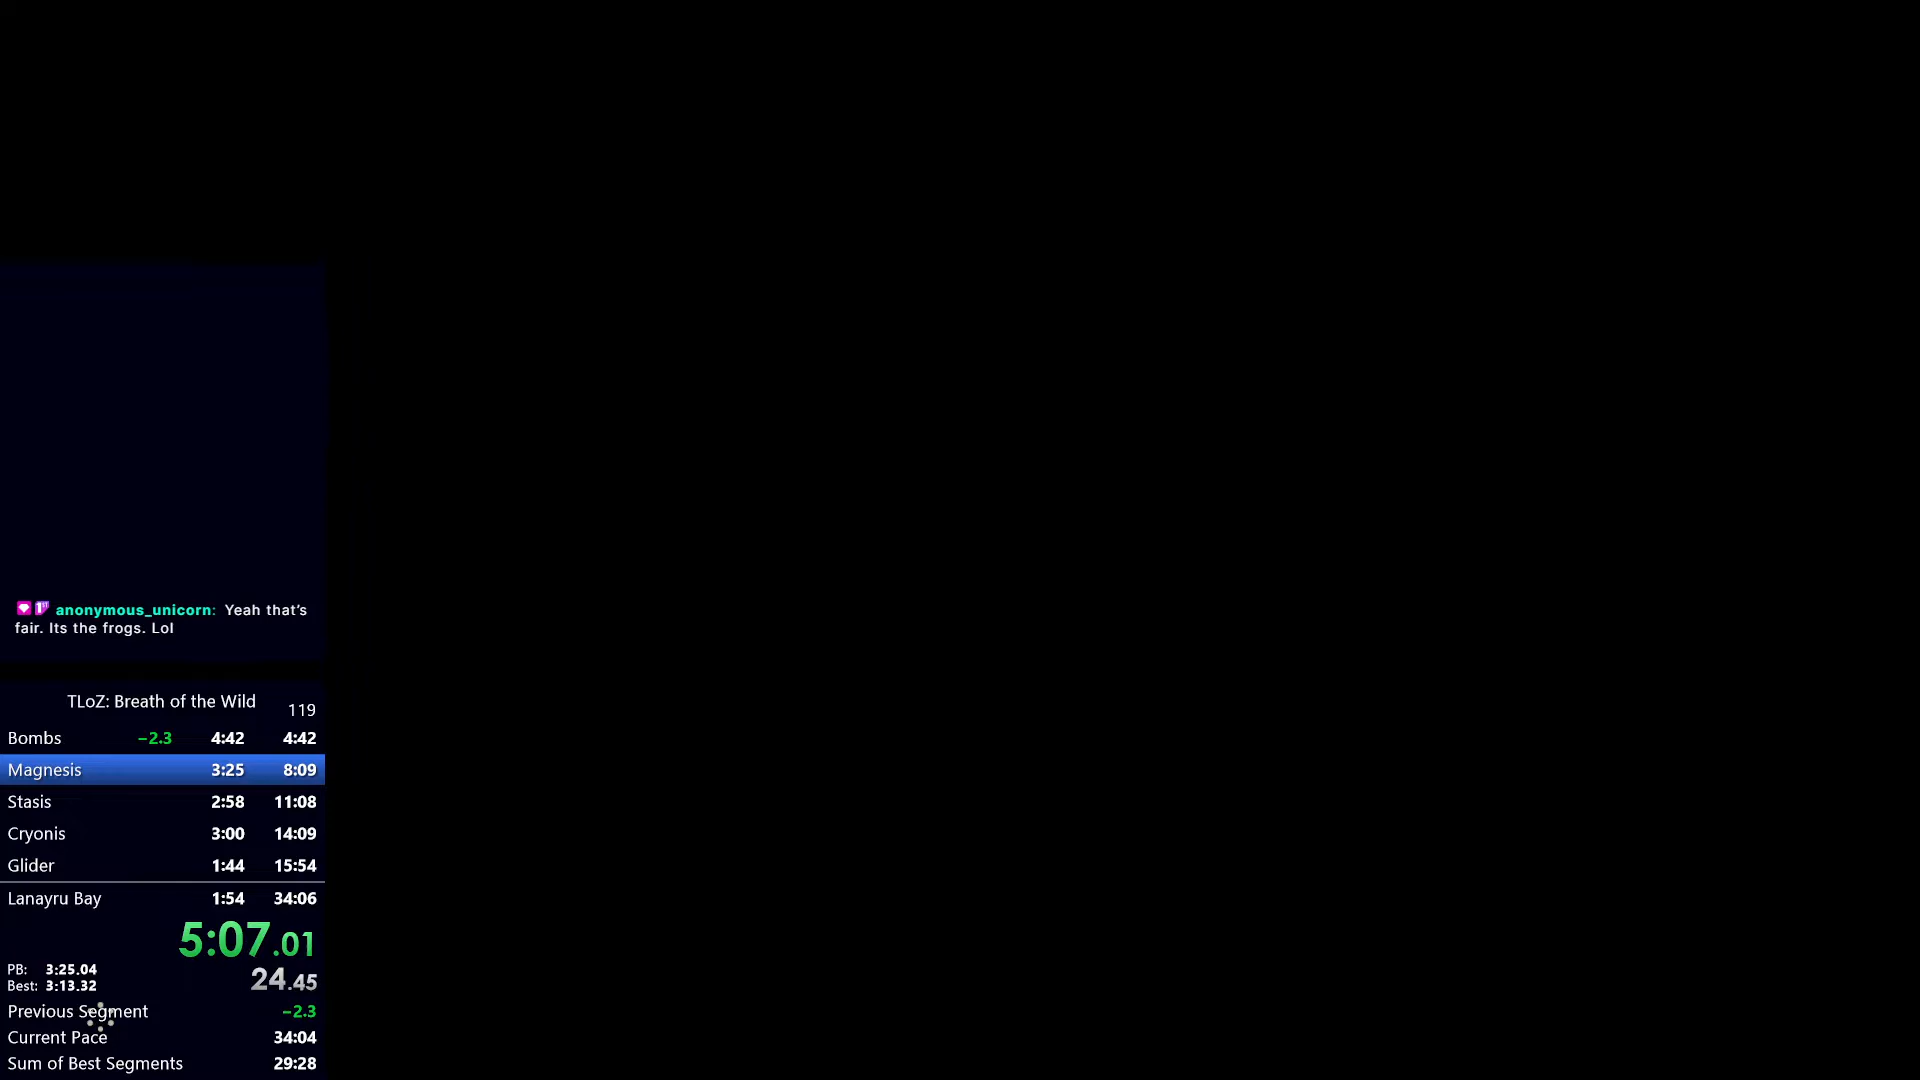 anonymous_unicorn: Yeah that’s
fair. Its the frogs. Lol
TLoZ: Breath of the Wild
119
Bombs −2.3 4:42 4:42
Magnesis 3:25 8:09
Stasis 2:58 11:08
Cryonis 3:00 14:09
Glider 1:44 15:54
Lanayru Bay 1:54 34:06
5:07.01
PB: 3:25.04
24.45
Best: 3:13.32
Previous Segment −2.3
Current Pace 34:04
Sum of Best Segments 29:28